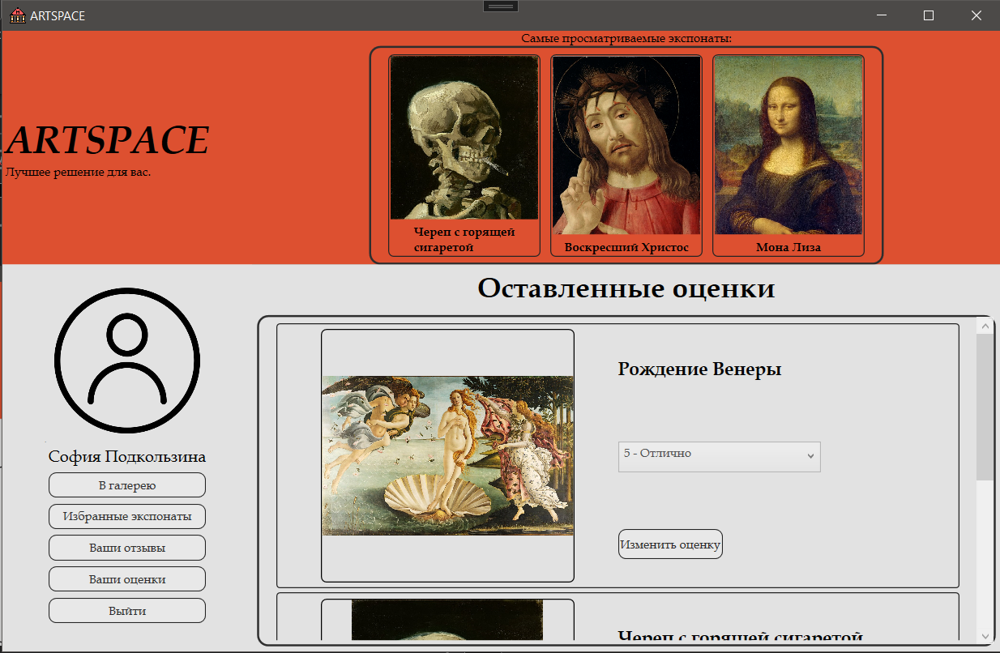 ARTSPACE
Самые просматриваемые экспонаты:
ARTSPACE
Лучшее решение для вас.
Череп с горящей
сигаретой
Воскресший Христос
Мона Лиза
Оставленные оценки
София Подкользина
В галерею
Избранные экспонаты
Ваши отзывы
Ваши оценки
Выйти
Рождение Венеры
5 - Отлично
Изменить оценку
Череп с горящей сигаретой